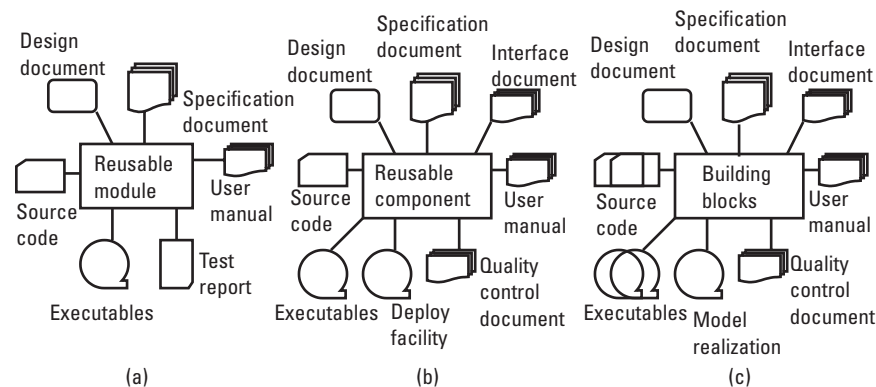 Design
document
Specification
document
Reusable
module
Source
code
User
manual
Test
report
Executables
(a)
Specification
document
Design
document
Interface
document
Reusable
component
Source
code
User
manual
Executables
Deploy
facility
Quality
control
document
(b)
Specification
document
Design
document
Interface
document
Building
blocks
Source
code
User
manual
Executables
Model
realization
Quality
control
document
(c)